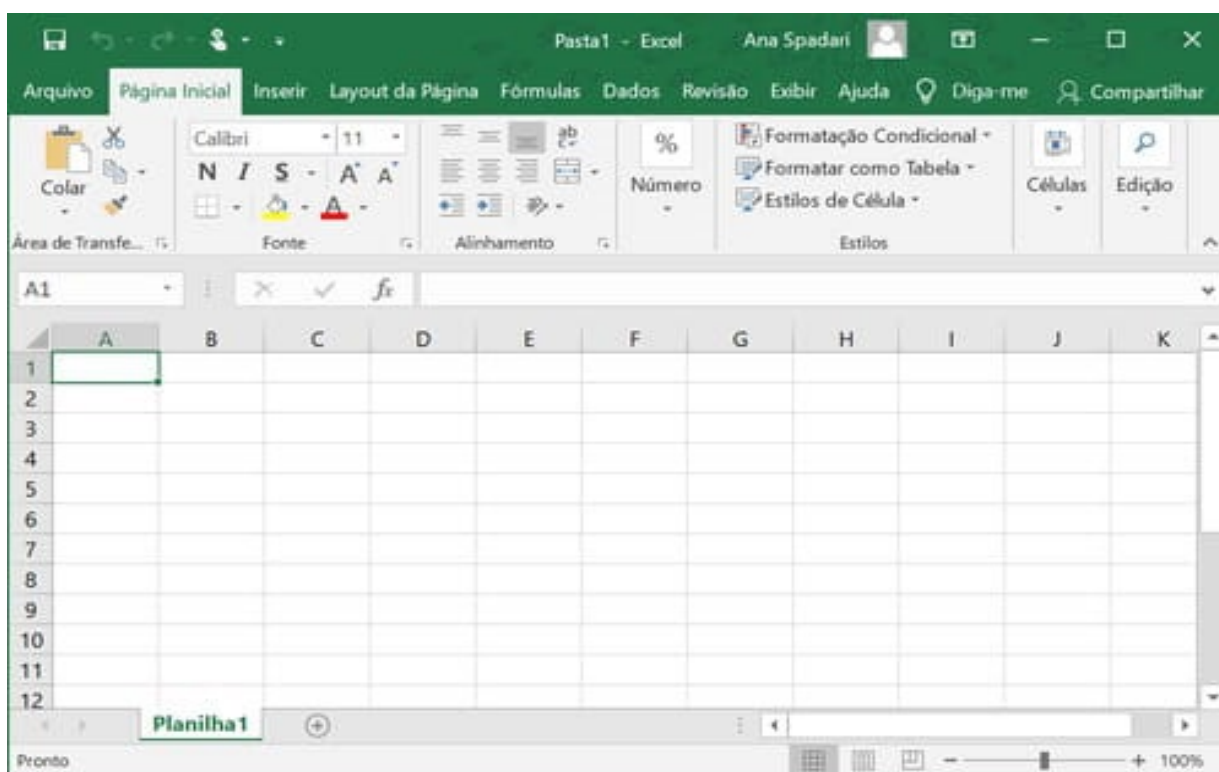 Pasta1 - Excel Ana Spadari
Arquivo Página Inicial Inserir Layout da Página Fórmulas Dados Revisão Exibir Ajuda Diga-me Compartilhar
Colar
Calibri 11
N I S A A
A
ab
c
%
Número
Formatação Condicional
Formatar como Tabela
Estilos de Célula
Células
Edição
Área de Transfe... Fonte Alinhamento Estilos
A1 fx
A B C D E F G H I J K
1
2
3
4
5
6
7
8
9
10
11
12
Planilha1
Pronto 100%